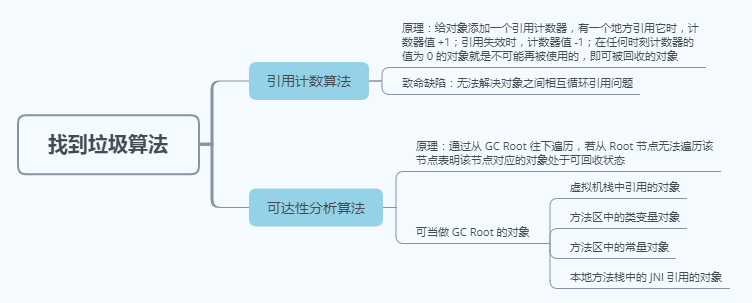 找到垃圾算法
引用计数算法
原理：给对象添加一个引用计数器，有一个地方引用它时，计
数器值 +1；引用失效时，计数器值 -1；在任何时刻计数器的
值为 0 的对象就是不可能再被使用的，即可被回收的对象
致命缺陷：无法解决对象之间相互循环引用问题
可达性分析算法
原理：通过从 GC Root 往下遍历，若从 Root 节点无法遍历该
节点表明该节点对应的对象处于可回收状态
可当做 GC Root 的对象
虚拟机栈中引用的对象
方法区中的类变量对象
方法区中的常量对象
本地方法栈中的 JNI 引用的对象